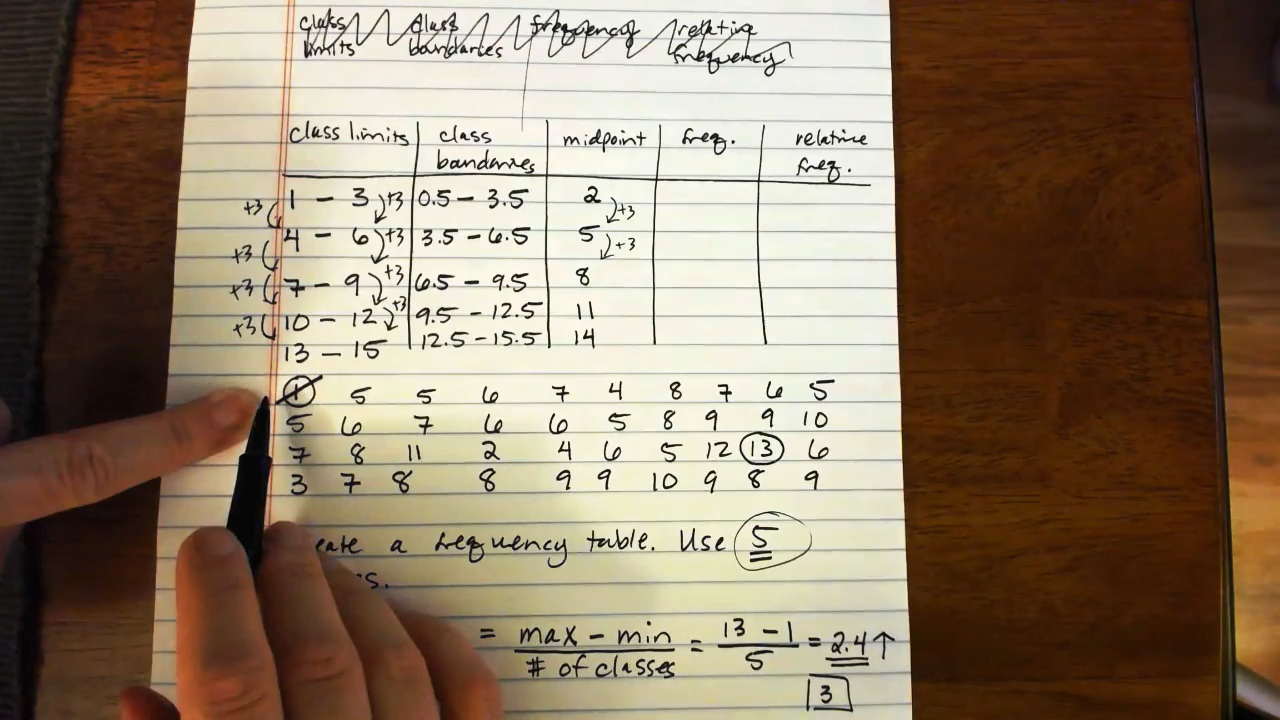 class class frequency relative
limits boundaries frequency
class limits class midpoint freq. relative
boundaries freq.
+3 1 – 3 +3 0.5 – 3.5 2 +3
+3 4 – 6 +3 3.5 – 6.5 5 +3
+3 7 – 9 +3 6.5 – 9.5 8
+3 10 – 12 +3 9.5 – 12.5 11
13 – 15 12.5 – 15.5 14
1 5 5 6 7 4 8 7 6 5
5 6 7 6 6 5 8 9 9 10
7 8 11 2 4 6 5 12 13 6
3 7 8 8 9 9 10 9 8 9
eate a frequency table. Use 5
s.
= max – min = 13 – 1 = 2.4 ↑
# of classes 5
3